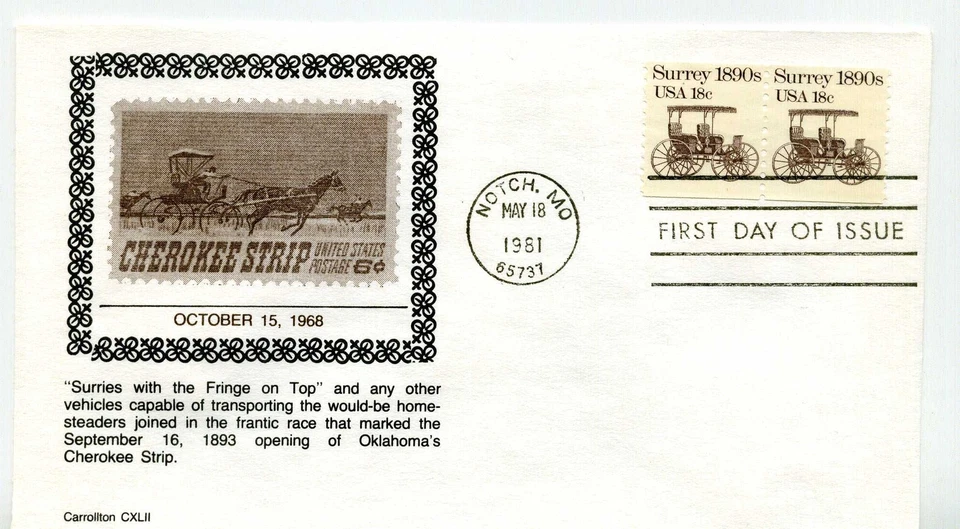 CHEROKEE STRIP UNITED STATES
POSTAGE 6¢
OCTOBER 15, 1968
"Surries with the Fringe on Top" and any other
vehicles capable of transporting the would-be home-
steaders joined in the frantic race that marked the
September 16, 1893 opening of Oklahoma's
Cherokee Strip.
Carrollton CXLII
NOTCH, MO
MAY 18
1981
65737
Surrey 1890s
USA 18c
Surrey 1890s
USA 18c
FIRST DAY OF ISSUE